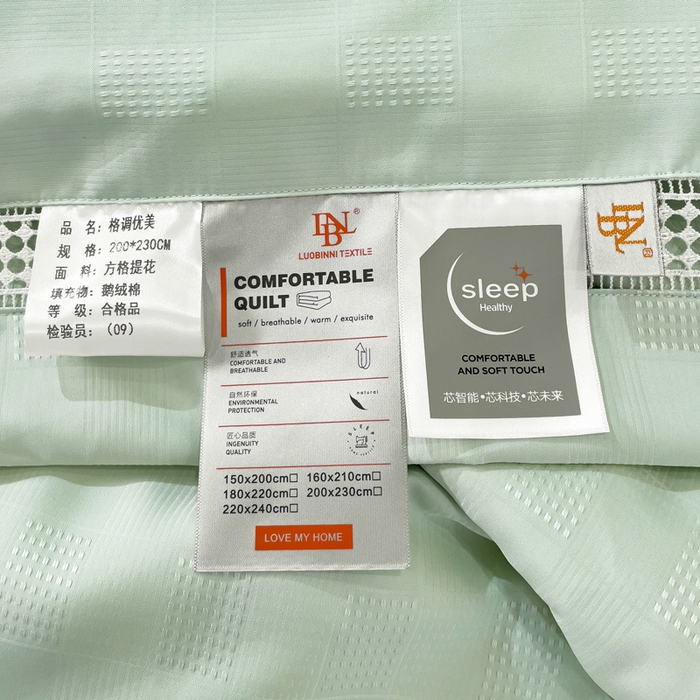 品 名：格调优美
规 格：200*230CM
面 料：方格提花
填充物：鹅绒棉
等 级：合格品
检验员：（09）
LBN®
LUOBINNI TEXTILE
COMFORTABLE
QUILT
soft / breathable / warm / exquisite
舒适透气
COMFORTABLE AND
BREATHABLE
自然环保
ENVIRONMENTAL
PROTECTION
natural
匠心品质
INGENUITY
QUALITY
SLEEP
150x200cm□ 160x210cm□
180x220cm□ 200x230cm□
220x240cm□
LOVE MY HOME
sleep
Healthy
COMFORTABLE
AND SOFT TOUCH
芯智能•芯科技•芯未来
LBN